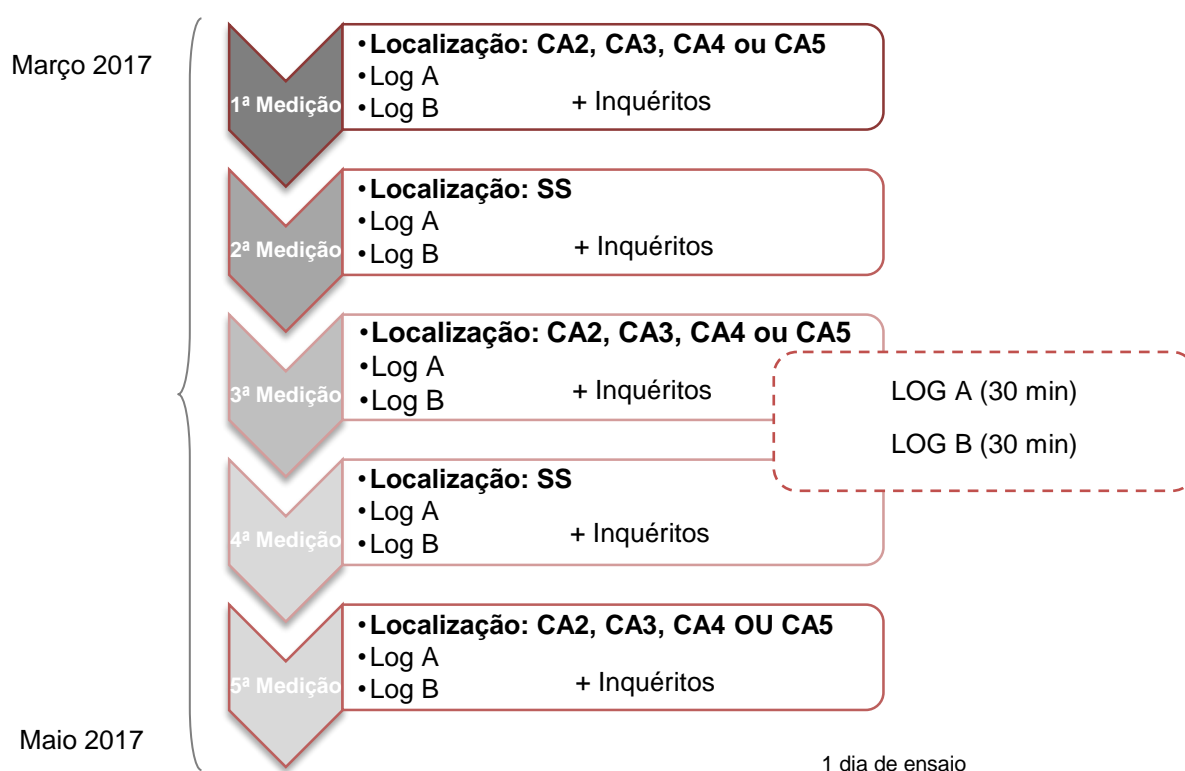 Março 2017
1ª Medição
•Localização: CA2, CA3, CA4 ou CA5
•Log A
•Log B
+ Inquéritos
2ª Medição
•Localização: SS
•Log A
•Log B
+ Inquéritos
3ª Medição
•Localização: CA2, CA3, CA4 ou CA5
•Log A
•Log B
+ Inquéritos
LOG A (30 min)
LOG B (30 min)
4ª Medição
•Localização: SS
•Log A
•Log B
+ Inquéritos
5ª Medição
•Localização: CA2, CA3, CA4 OU CA5
•Log A
•Log B
+ Inquéritos
Maio 2017
1 dia de ensaio